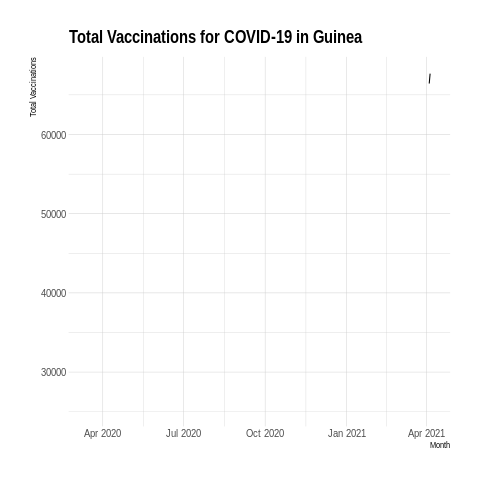 Total Vaccinations for COVID-19 in Guinea
Total Vaccinations
60000
50000
40000
30000
Apr 2020 Jul 2020 Oct 2020 Jan 2021 Apr 2021
Month